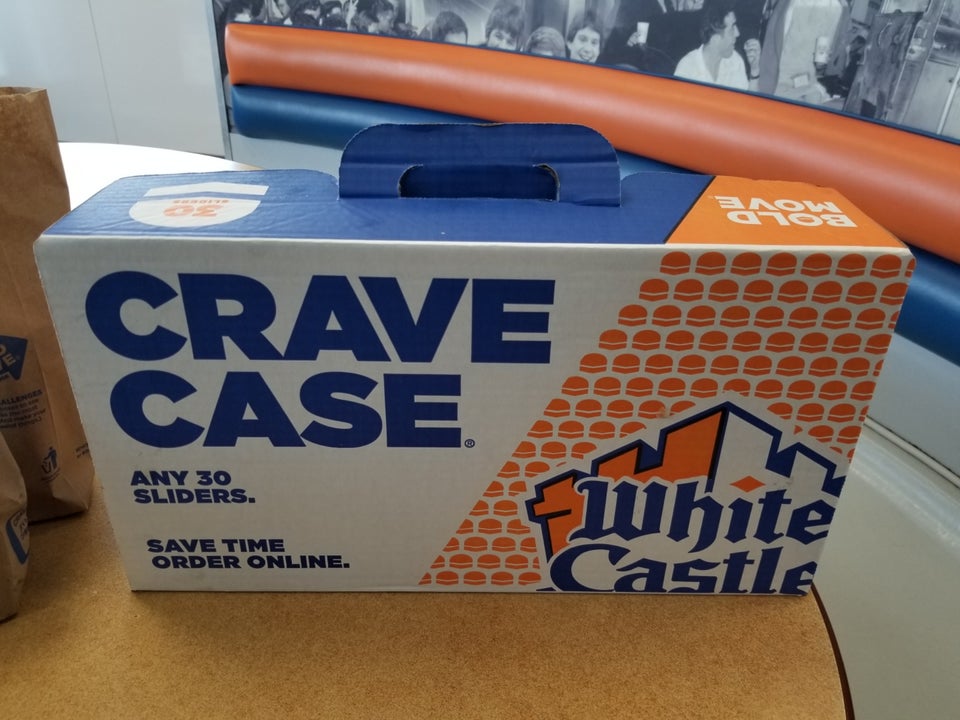 30
SLIDERS
BOLD
MOVE
CRAVE
CASE®
ANY 30
SLIDERS.
SAVE TIME
ORDER ONLINE.
White
Castle